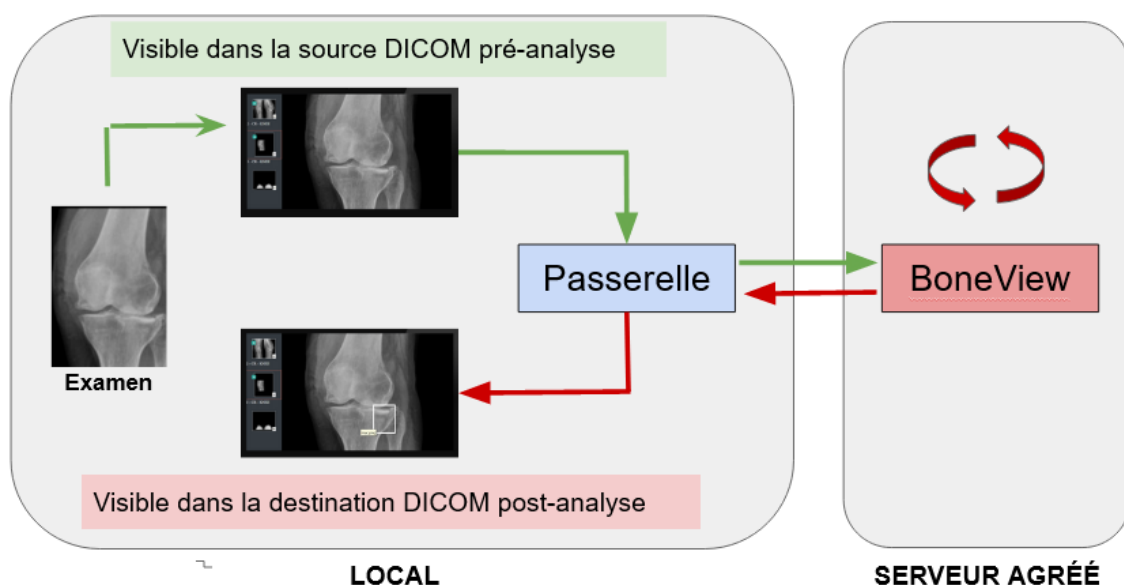 Visible dans la source DICOM pré-analyse
Passerelle
BoneView
Examen
Visible dans la destination DICOM post-analyse
LOCAL
SERVEUR AGRÉÉ